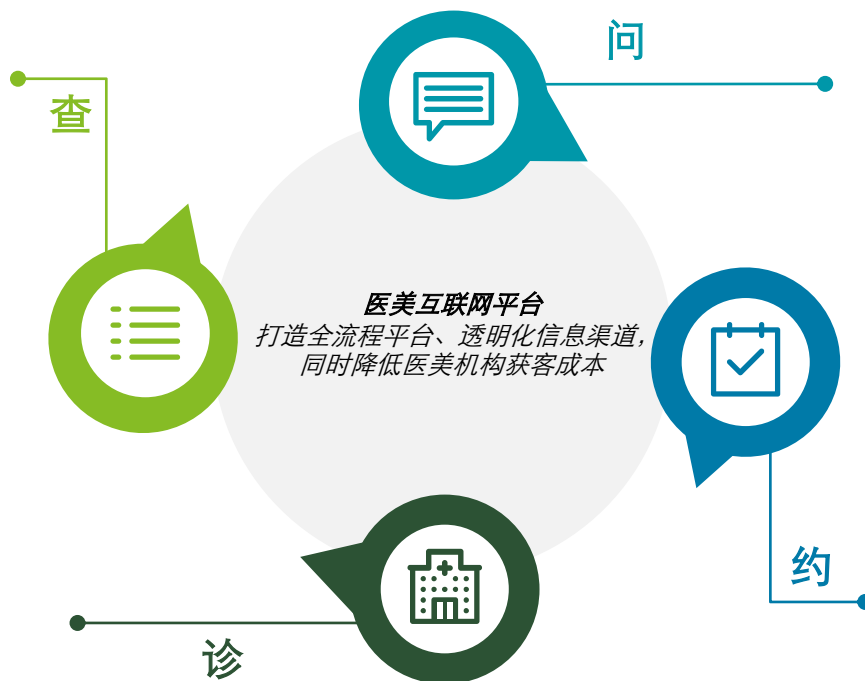 问
查
医美互联网平台
打造全流程平台、透明化信息渠道，
同时降低医美机构获客成本
约
诊